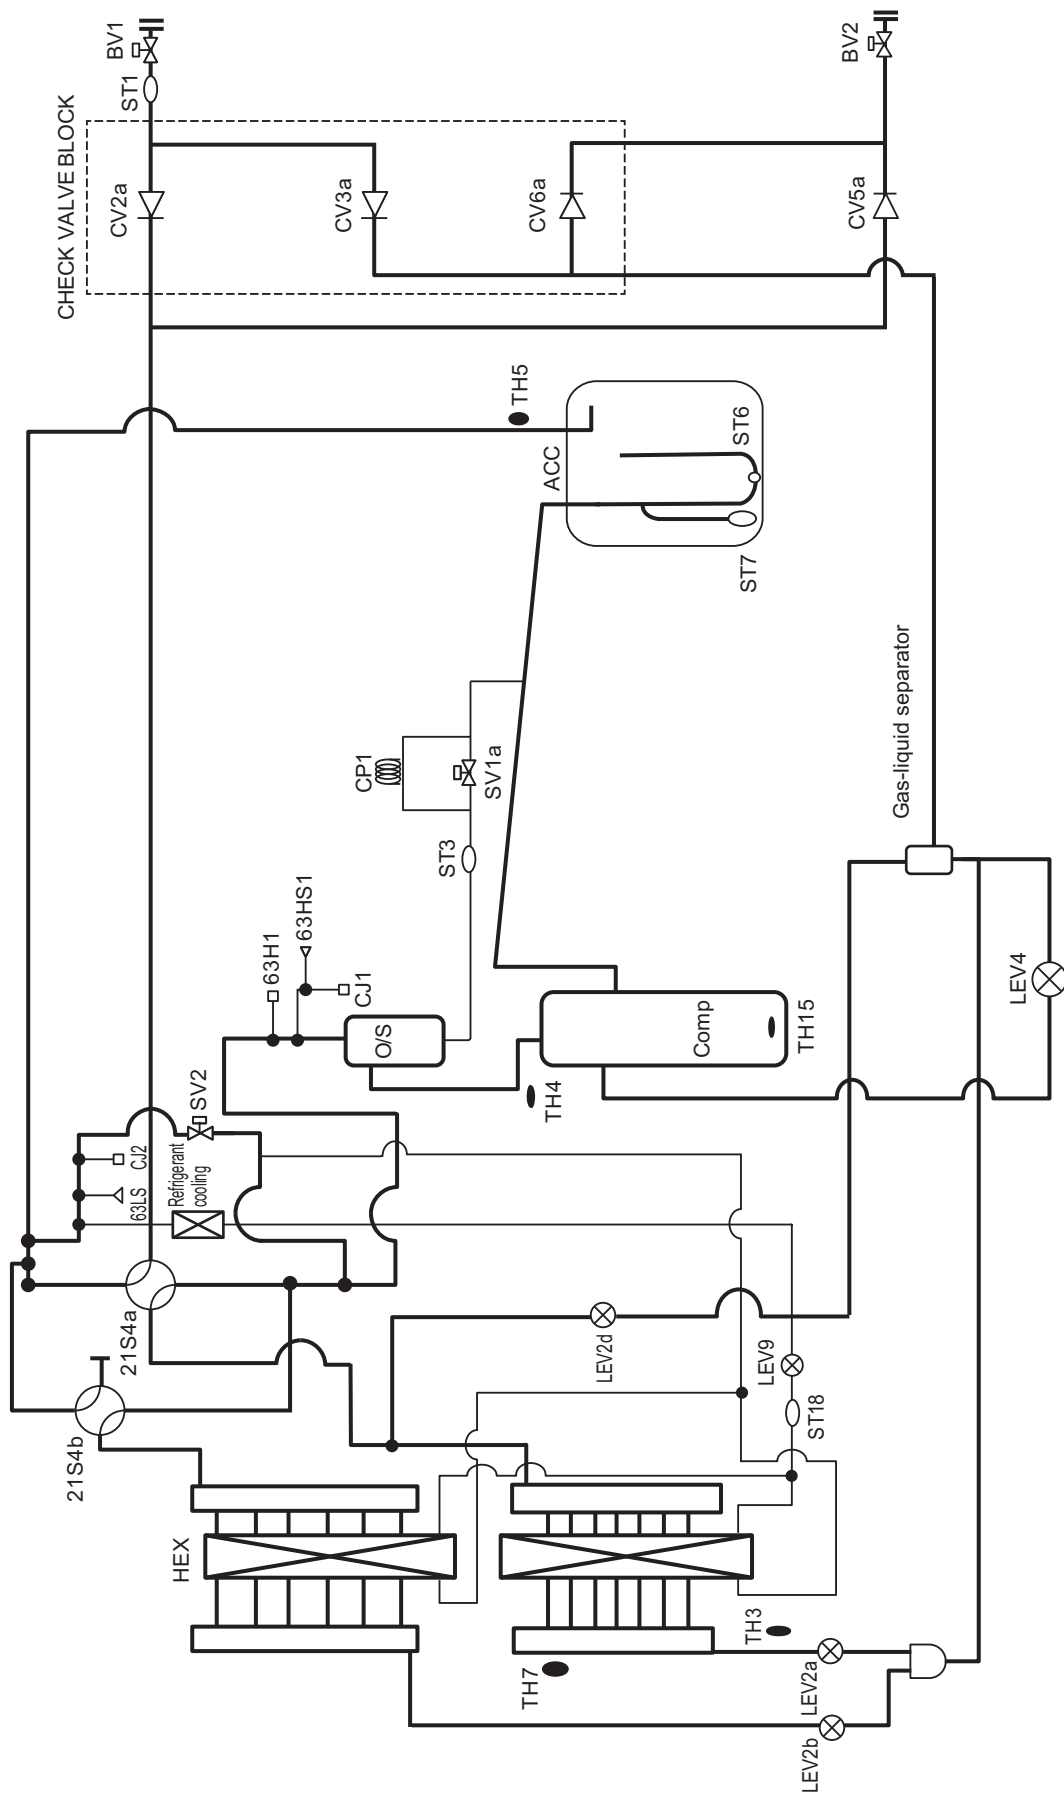 BV1
ST1
CHECK VALVE BLOCK
CV2a
CV3a
CV6a
CV5a
BV2
TH5
ACC
ST6
ST7
CP1
SV1a
ST3
Gas-liquid separator
63H1
63HS1
CJ1
O/S
Comp
TH15
TH4
LEV4
SV2
CJ2
63LS
Refrigerant
cooling
21S4a
21S4b
LEV2d
LEV9
ST18
HEX
TH3
TH7
LEV2a
LEV2b